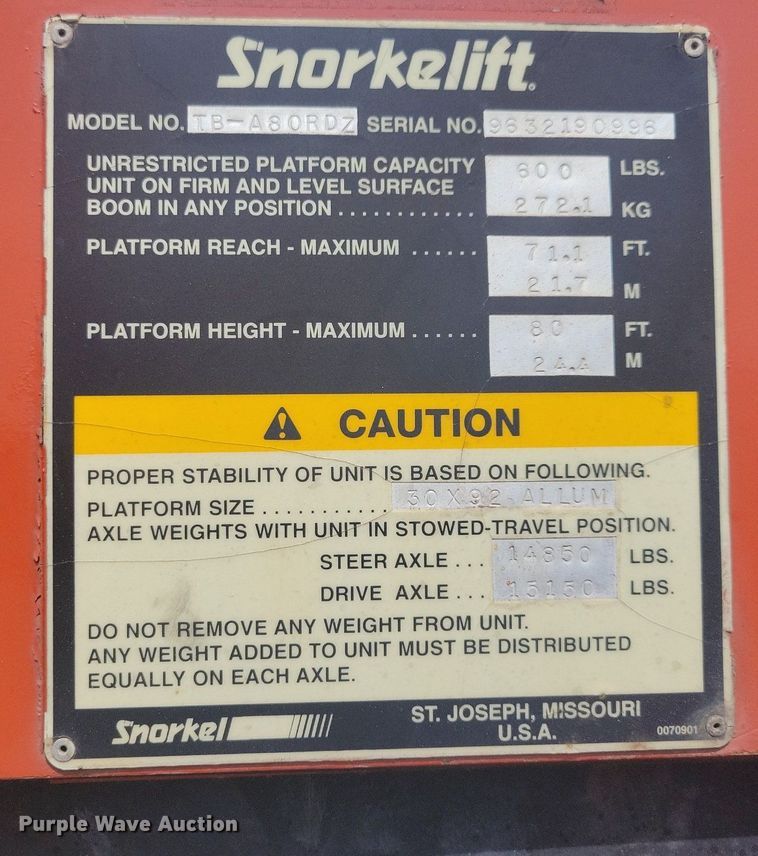 Snorkelift®
MODEL NO. TB-A80RDZ SERIAL NO. 9632190996
UNRESTRICTED PLATFORM CAPACITY 600 LBS.
UNIT ON FIRM AND LEVEL SURFACE
BOOM IN ANY POSITION ............ 272.1 KG
PLATFORM REACH - MAXIMUM ...... 71.1 FT.
21.7 M
PLATFORM HEIGHT - MAXIMUM ...... 80 FT.
24.4 M
CAUTION
PROPER STABILITY OF UNIT IS BASED ON FOLLOWING.
PLATFORM SIZE ........... 30X92 ALLUM
AXLE WEIGHTS WITH UNIT IN STOWED-TRAVEL POSITION.
STEER AXLE ... 14850 LBS.
DRIVE AXLE ... 15150 LBS.
DO NOT REMOVE ANY WEIGHT FROM UNIT.
ANY WEIGHT ADDED TO UNIT MUST BE DISTRIBUTED
EQUALLY ON EACH AXLE.
Snorkel
ST. JOSEPH, MISSOURI
U.S.A.
0070901
Purple Wave Auction